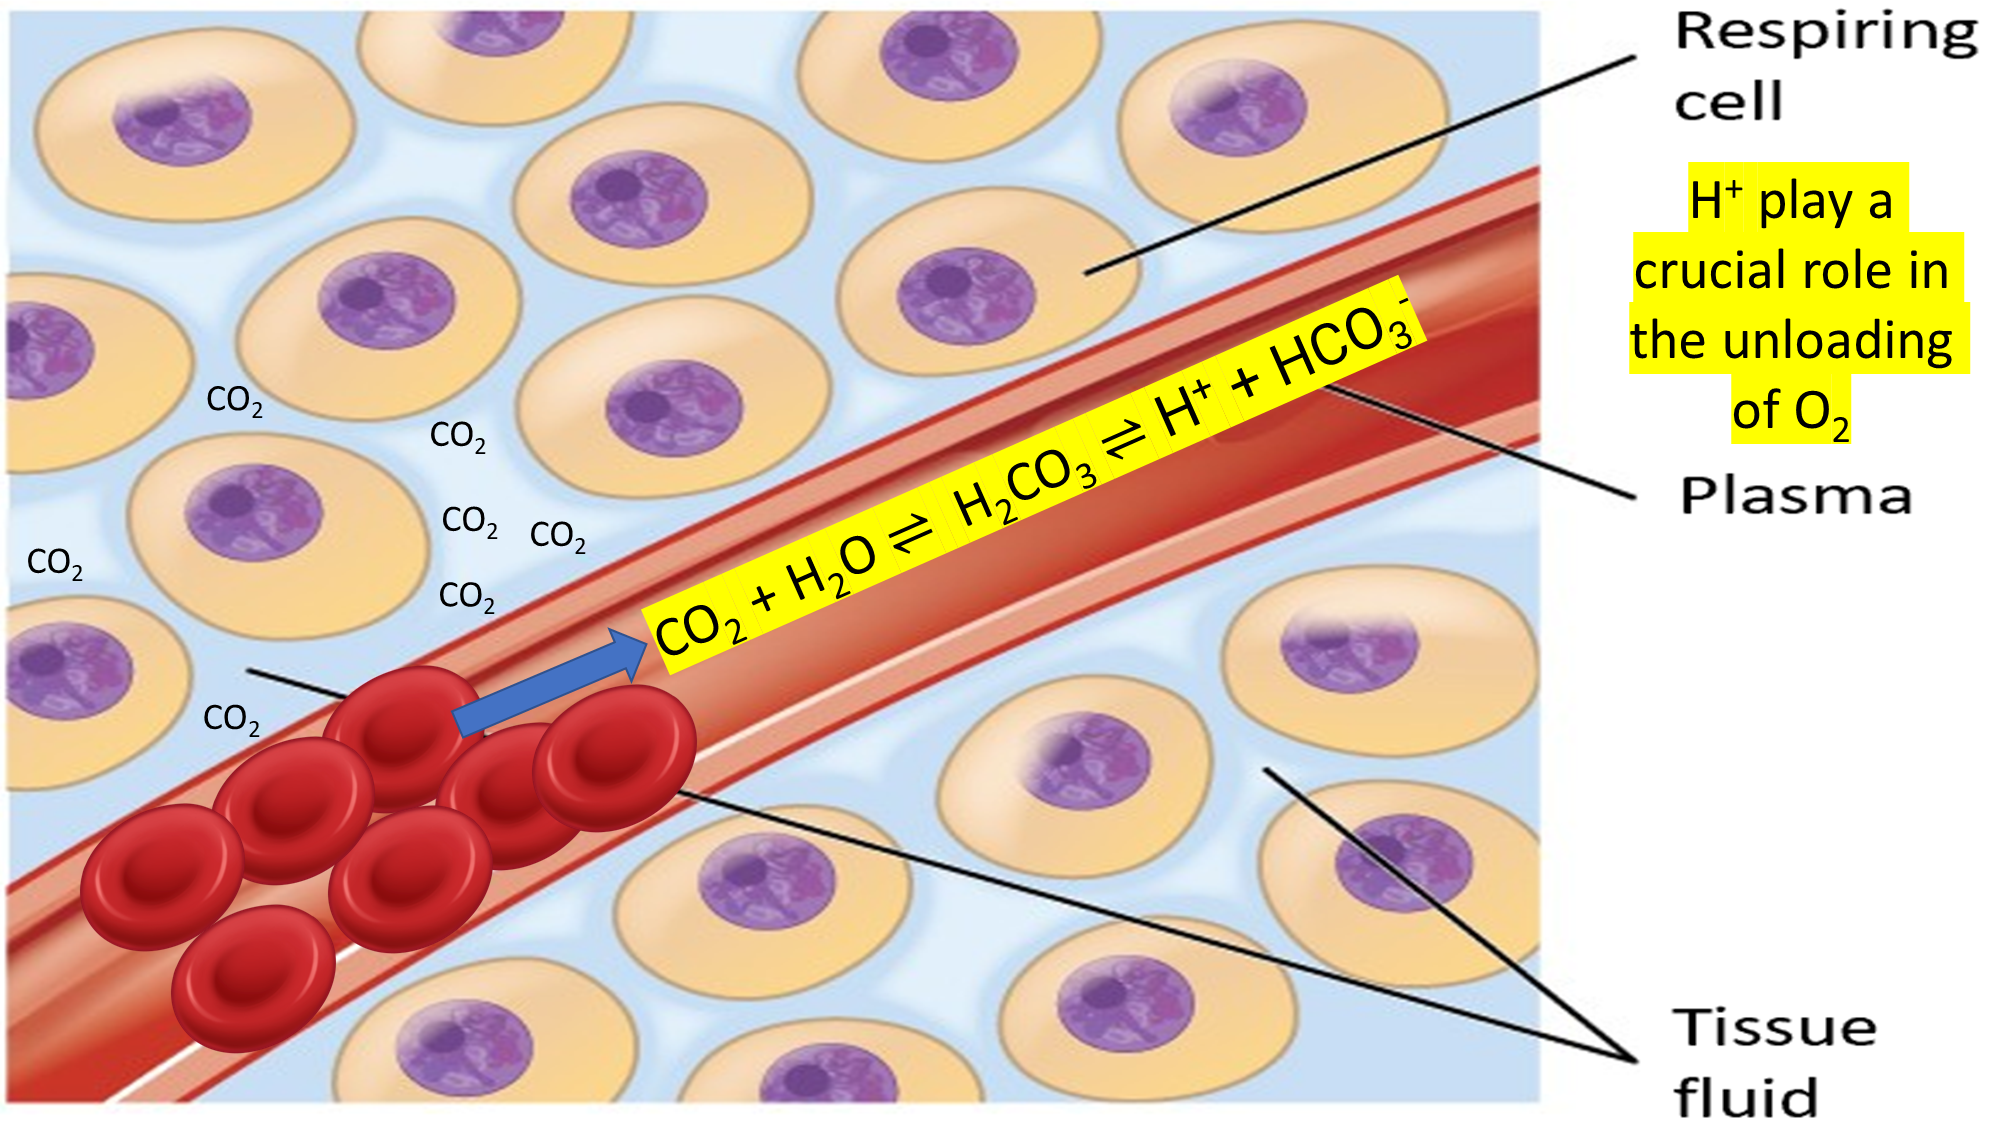 Respiring
cell
H⁺ play a
crucial role in
the unloading
of O₂
CO₂ + H₂O ⇌ H₂CO₃ ⇌ H⁺ + HCO₃⁻
Plasma
CO₂
CO₂
CO₂
CO₂
CO₂
CO₂
CO₂
Tissue
fluid